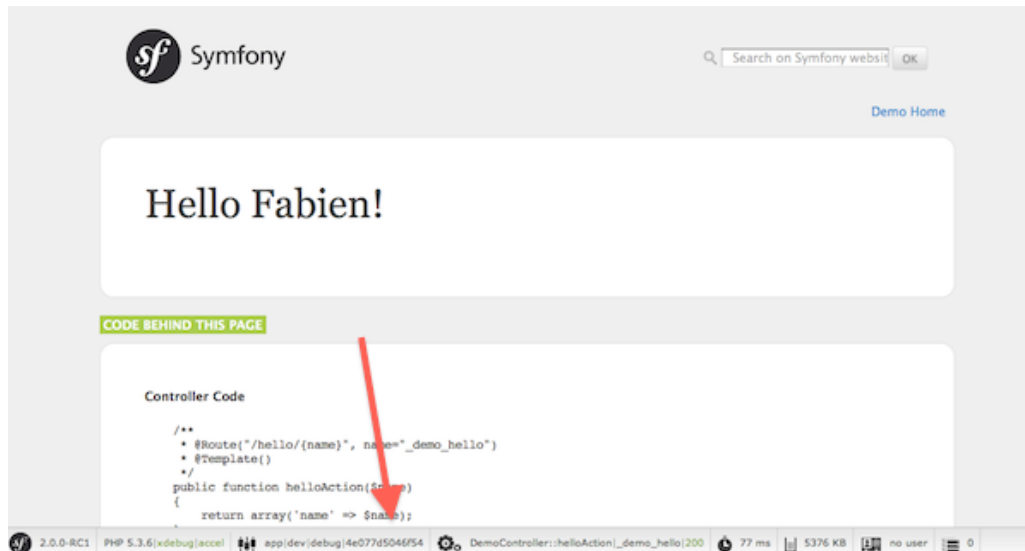 sf Symfony
Search on Symfony websit OK
Demo Home
Hello Fabien!
CODE BEHIND THIS PAGE
Controller Code
/**
* @Route("/hello/{name}", name="_demo_hello")
* @Template()
*/
public function helloAction($name)
{
return array('name' => $name);
2.0.0-RC1 PHP 5.3.6|xdebug|accel app|dev|debug|4e077d5046f54 DemoController::helloAction|_demo_hello|200 77 ms 5376 KB no user 0